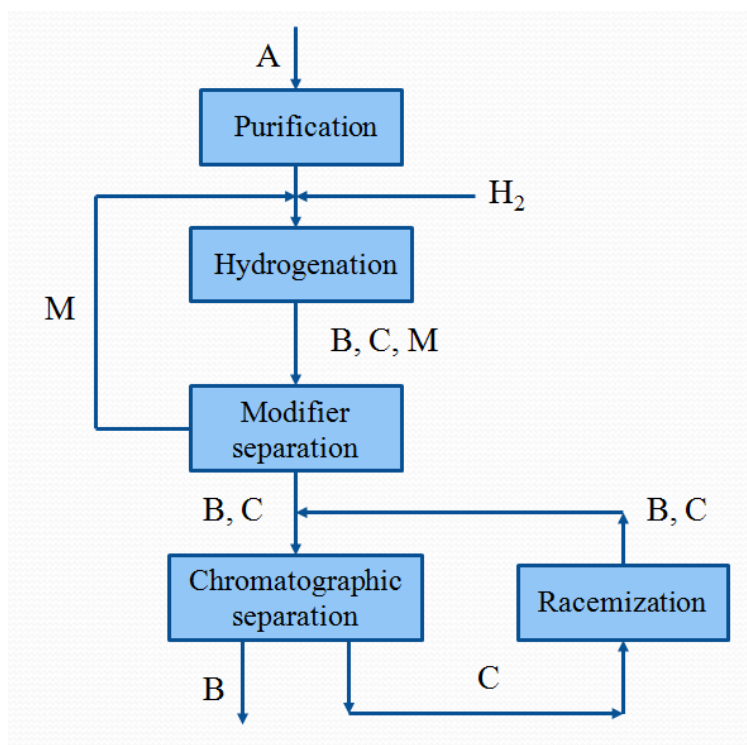 A
Purification
H₂
Hydrogenation
M
B, C, M
Modifier
separation
B, C
B, C
Chromatographic
separation
Racemization
B
C